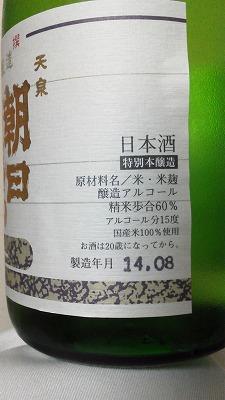 撰
天泉
造
朝日
日本酒
特別本醸造
原材料名／米・米麹
醸造アルコール
精米歩合60%
アルコール分15度
国産米100%使用
お酒は20歳になってから。
製造年月 14.08